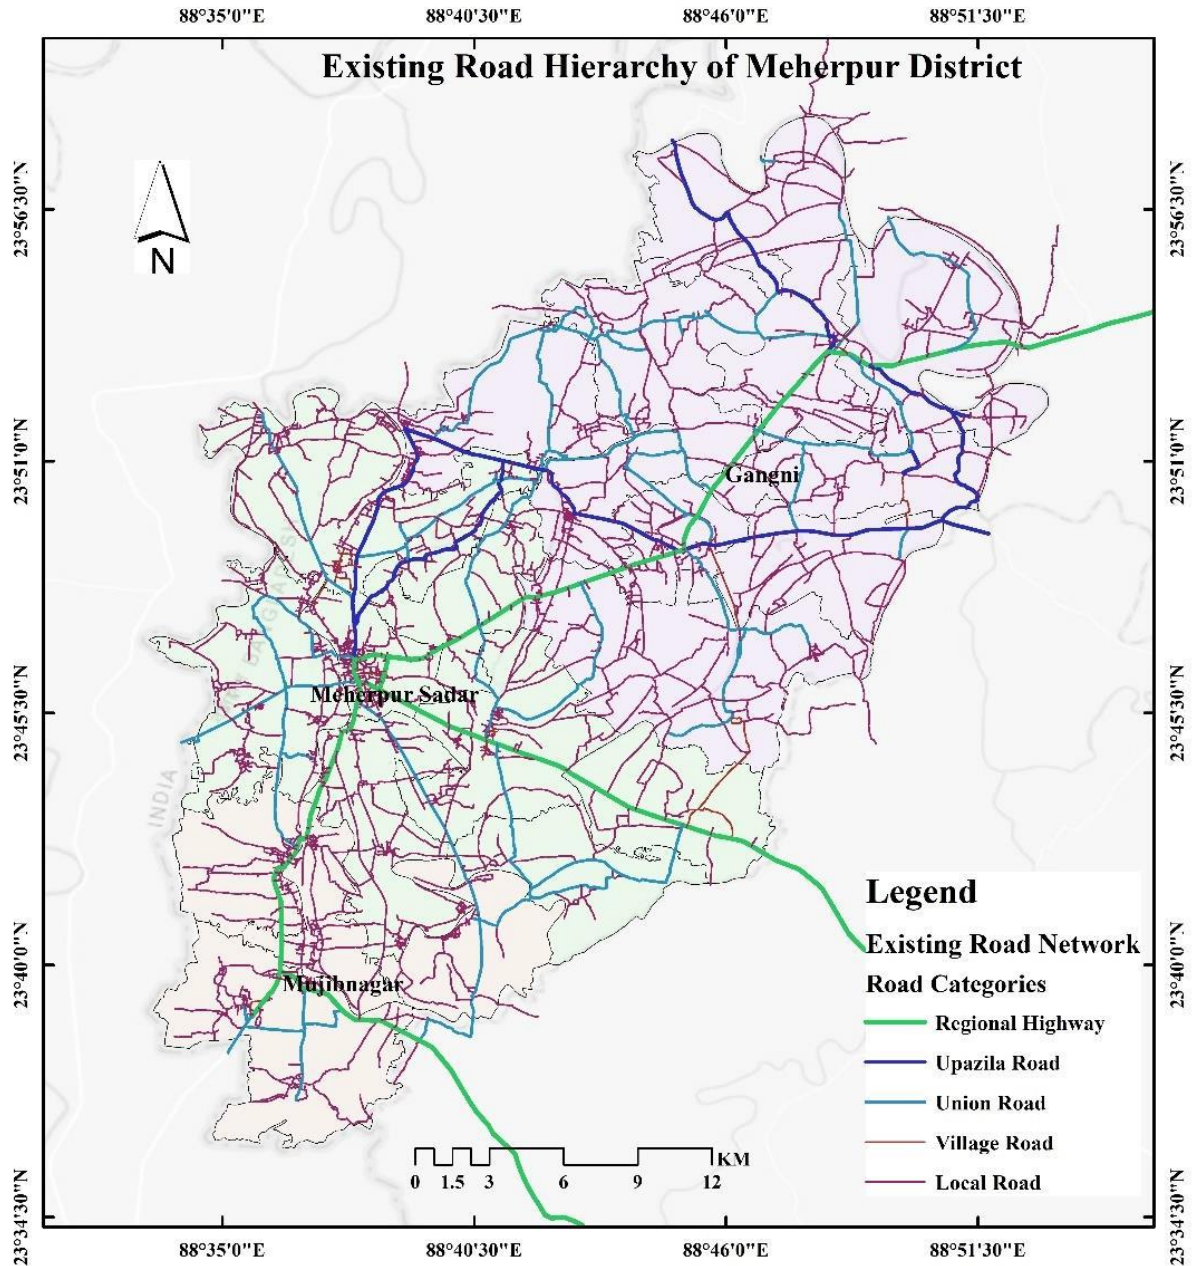 88°35'0"E 88°40'30"E 88°46'0"E 88°51'30"E
Existing Road Hierarchy of Meherpur District
23°56'30"N 23°56'30"N
N
23°51'0"N 23°51'0"N
Gangni
23°45'30"N 23°45'30"N
Meherpur Sadar
INDIA
Legend
Existing Road Network
23°40'0"N 23°40'0"N
Mujibnagar
Road Categories
Regional Highway
Upazila Road
Union Road
Village Road
Local Road
KM
0 1.5 3 6 9 12
23°34'30"N 23°34'30"N
88°35'0"E 88°40'30"E 88°46'0"E 88°51'30"E